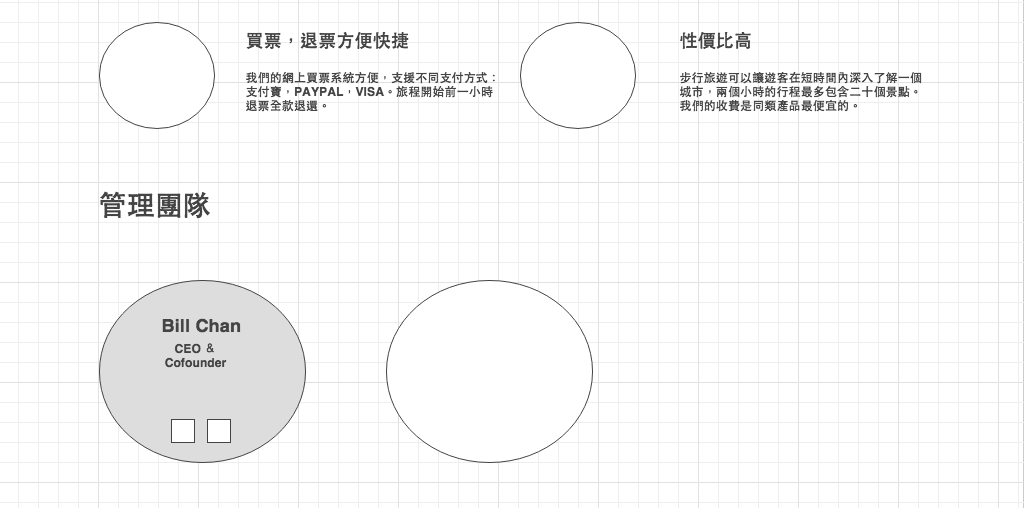 買票，退票方便快捷
我們的網上買票系統方便，支援不同支付方式：
支付寶，PAYPAL，VISA。旅程開始前一小時
退票全款退還。
性價比高
步行旅遊可以讓遊客在短時間內深入了解一個
城市，兩個小時的行程最多包含二十個景點。
我們的收費是同類產品最便宜的。
管理團隊
Bill Chan
CEO &
Cofounder